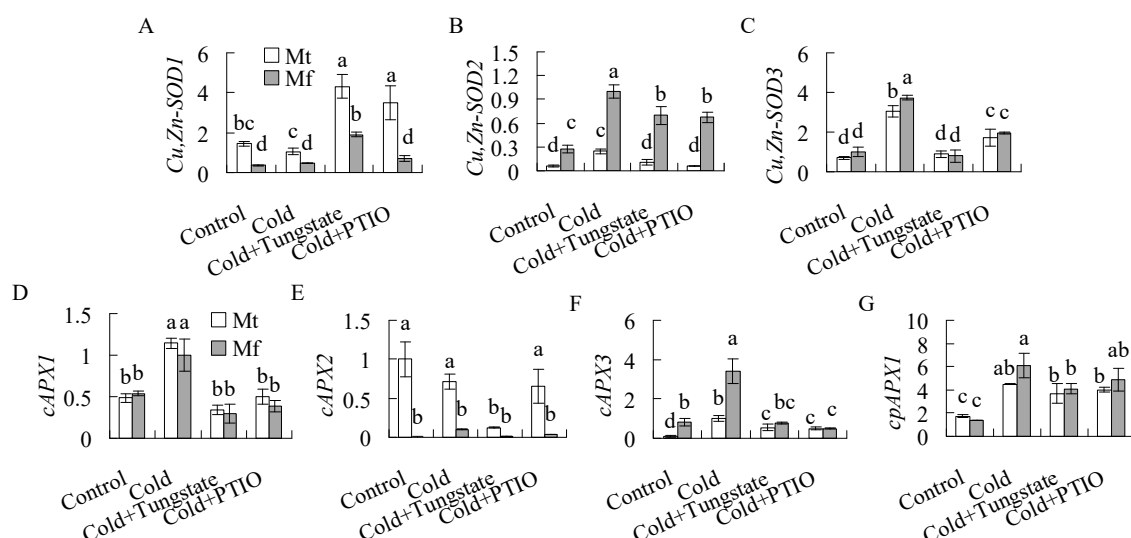 A
Cu,Zn-SOD1
6
4
2
0
Mt
Mf
bc
d
c
d
a
b
a
d
Control
Cold
Cold+Tungstate
Cold+PTIO
B
Cu,Zn-SOD2
1.5
1.2
0.9
0.6
0.3
0
d
c
d
a
d
b
d
b
Control
Cold
Cold+Tungstate
Cold+PTIO
C
Cu,Zn-SOD3
6
4
2
0
d
d
b
a
d
d
c
c
Control
Cold
Cold+Tungstate
Cold+PTIO
D
cAPX1
1.5
1
0.5
0
Mt
Mf
b
b
a
a
b
b
b
b
Control
Cold
Cold+Tungstate
Cold+PTIO
E
cAPX2
1.5
1
0.5
0
a
b
a
b
b
b
a
b
Control
Cold
Cold+Tungstate
Cold+PTIO
F
cAPX3
6
4
2
0
d
b
b
a
c
bc
c
c
Control
Cold
Cold+Tungstate
Cold+PTIO
G
cpAPX1
10
8
6
4
2
0
c
c
ab
a
b
b
b
ab
Control
Cold
Cold+Tungstate
Cold+PTIO